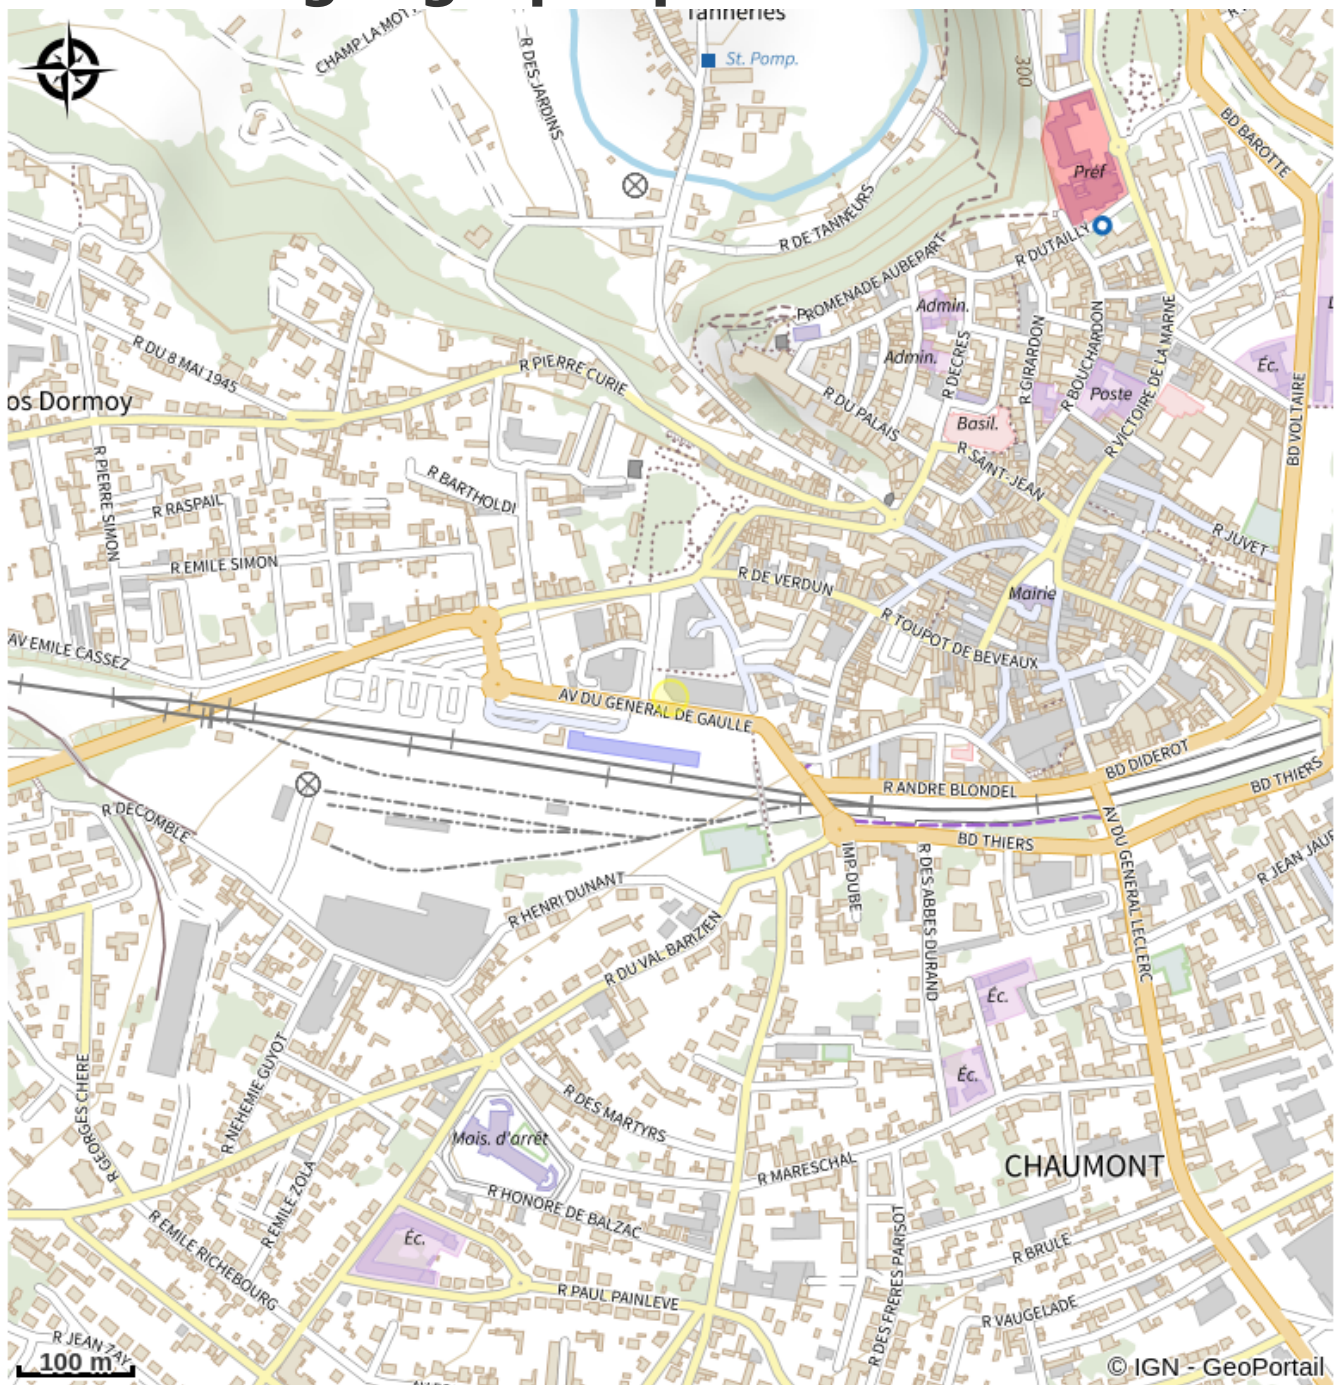 Tanneries
CHAMP LA MOTT
R DES JARDINS
St. Pomp.
300
BD BAROTTE
Préf
R DE TANNEURS
R DUTAILLY
PROMENADE AUBEPART
Admin.
R DU 8 MAI 1945
R PIERRE CURIE
Admin.
R DECRES
R GIRARDON
R BOUCHARDON
R VICTOIRE DE LA MARNE
Éc.
os Dormoy
Poste
R DU PALAIS
Basil.
BD VOLTAIRE
R PIERRE SIMON
R BARTHOLDI
R SAINT-JEAN
R RASPAIL
R JUVET
R EMILE SIMON
R DE VERDUN
Mairie
R TOUPOT DE BEVEAUX
AV EMILE CASSEZ
AV DU GENERAL DE GAULLE
BD DIDEROT
R ANDRE BLONDEL
BD THIERS
R DECOMBLE
BD THIERS
AV DU GENERAL LECLERC
IMP DUBE
R DES ABBES DURAND
R JEAN JAUR
R HENRI DUNANT
R DU VAL BARIZIEN
Éc.
R NEHEMIE GUYOT
R GEORGES CHERE
Éc.
R DES MARTYRS
Mais. d'arrêt
R MARESCHAL
CHAUMONT
R HONORE DE BALZAC
R EMILE ZOLA
R EMILE RICHEBOURG
Éc.
R DES FRERES PARISOT
R BRULE
R PAUL PAINLEVE
R VAUGELADE
R JEAN ZAY
100 m
© IGN - GeoPortail